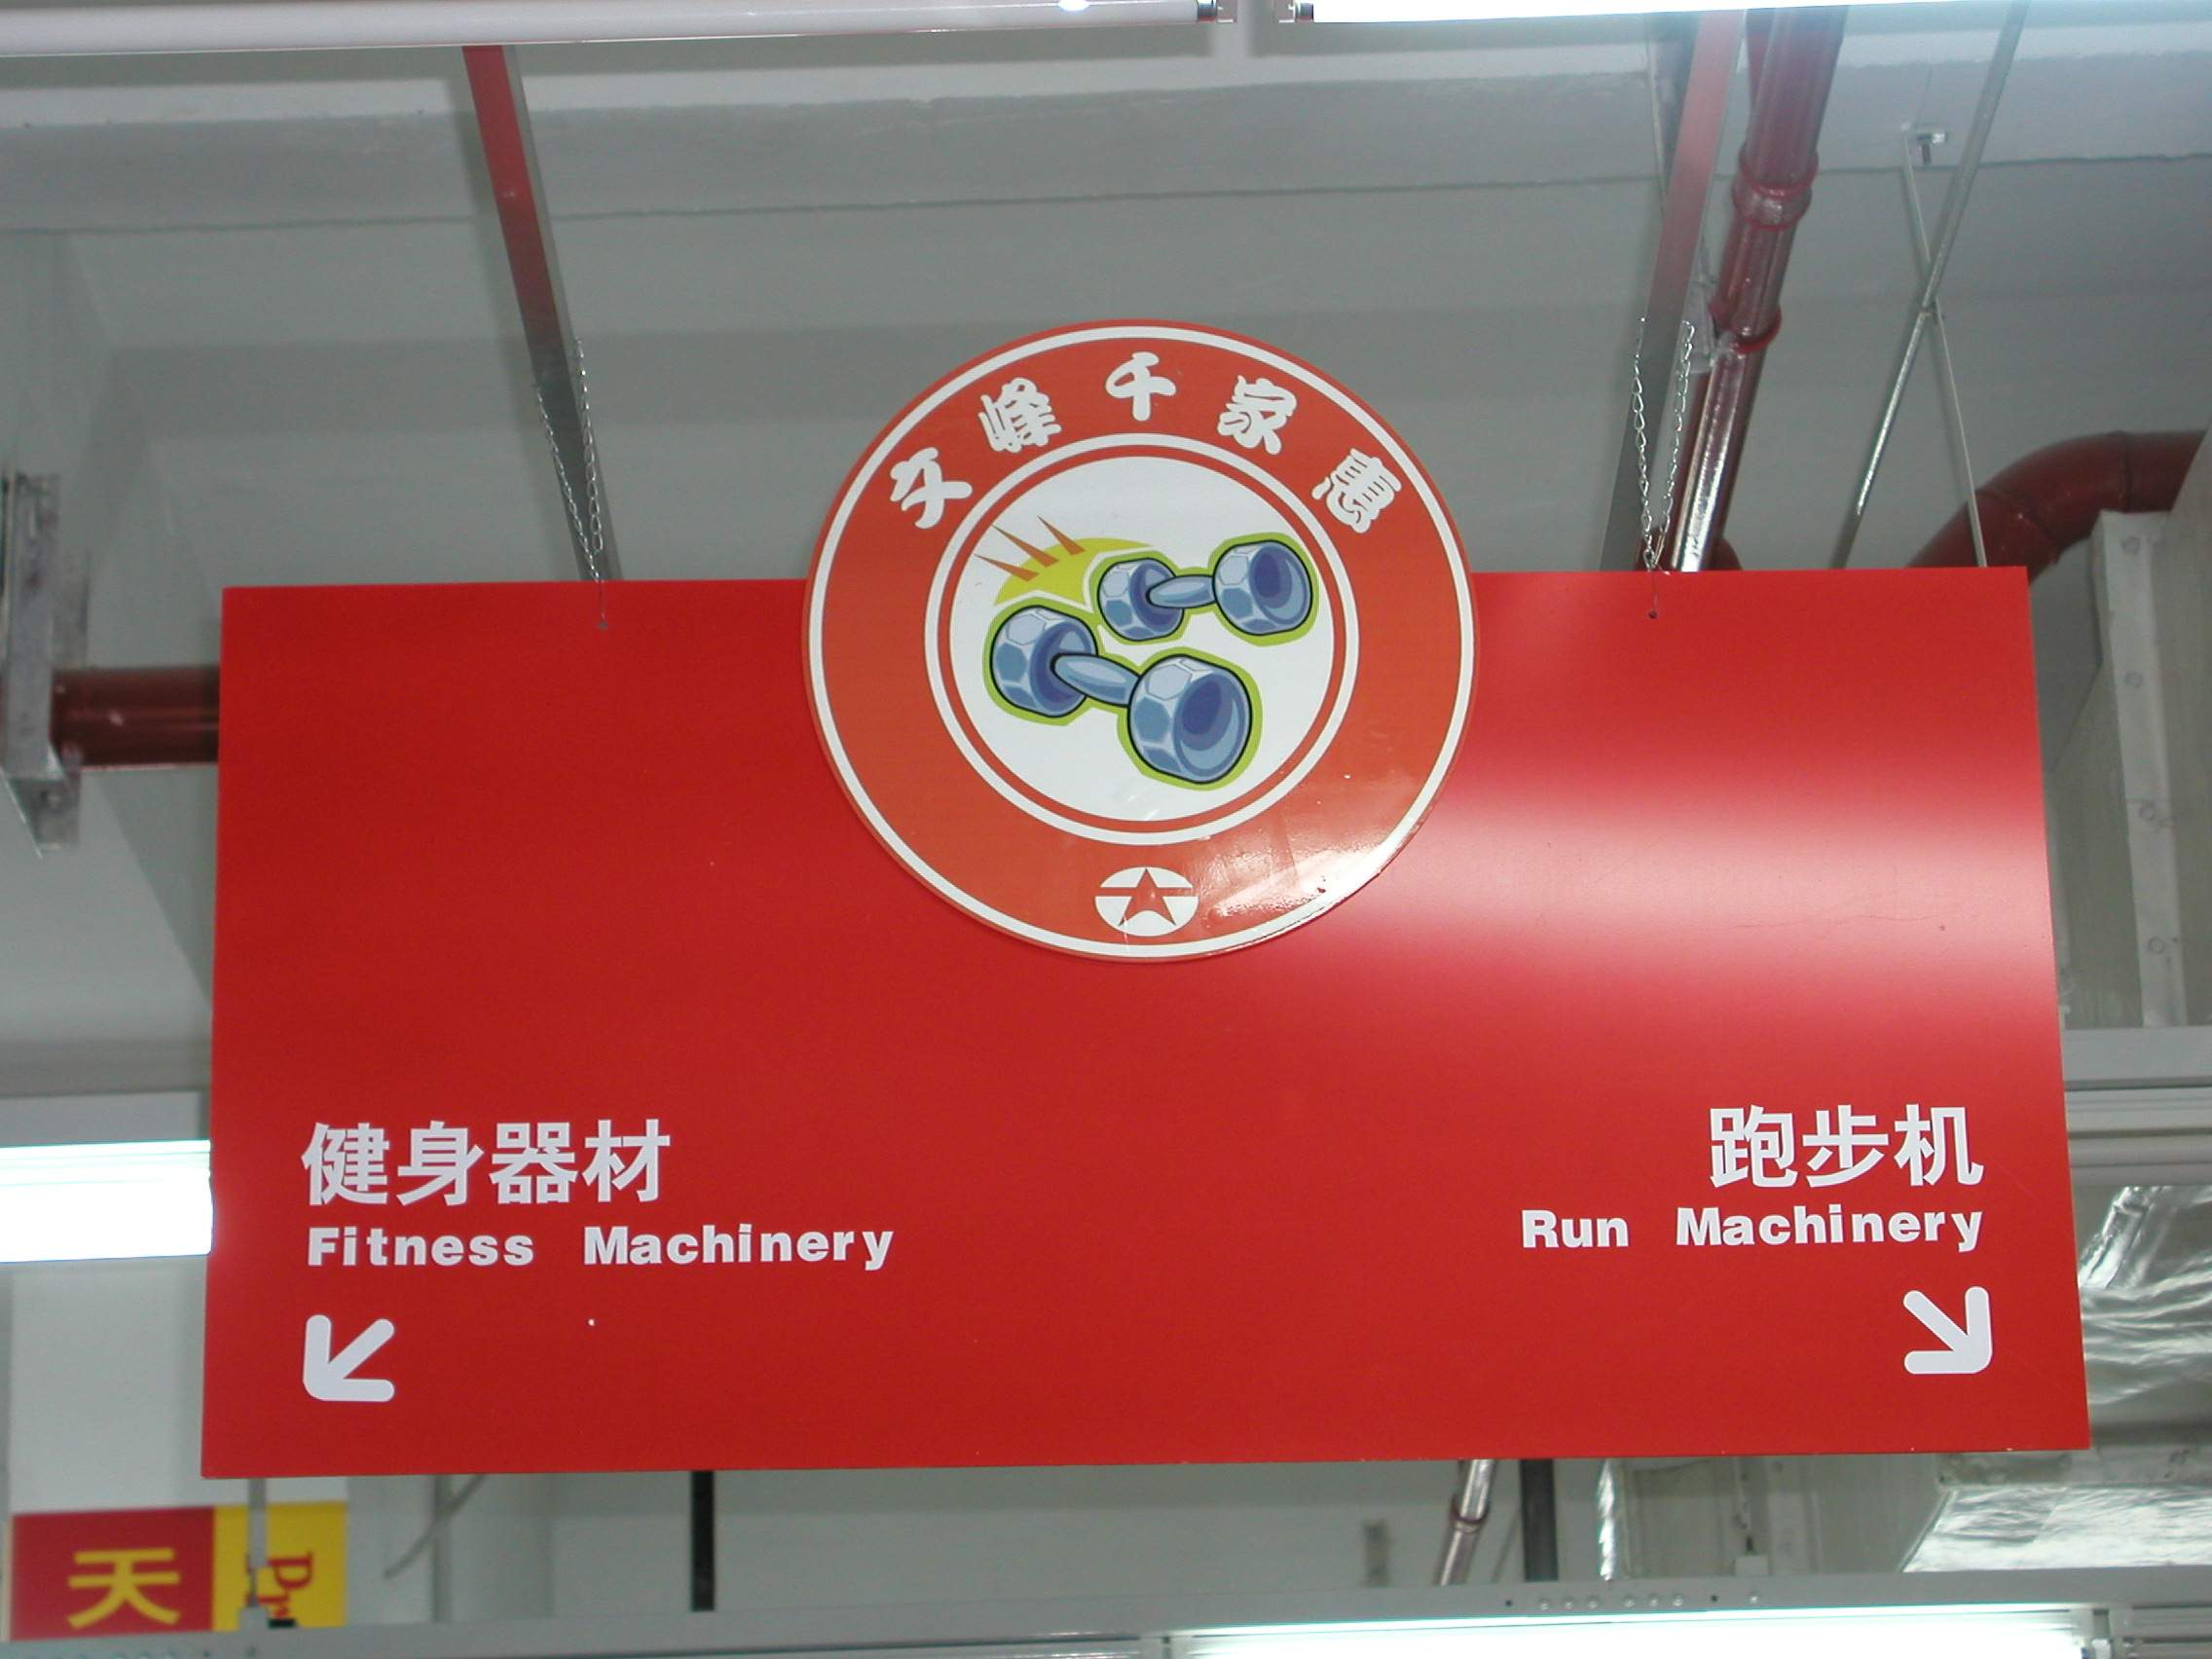 文峰千家惠
健身器材
Fitness Machinery
跑步机
Run Machinery
天